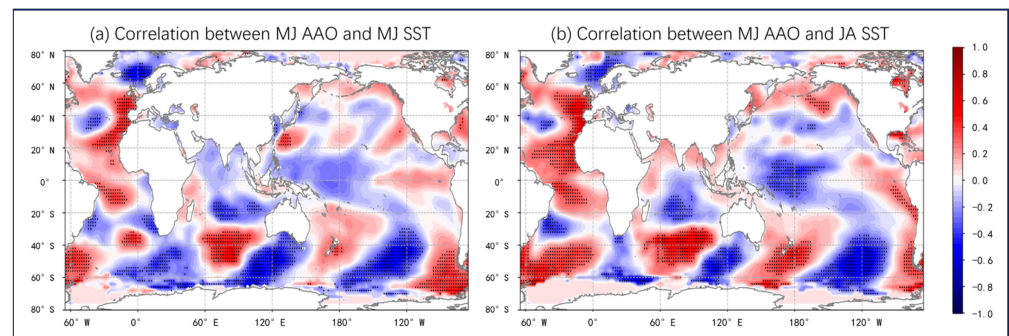 (a) Correlation between MJ AAO and MJ SST
(b) Correlation between MJ AAO and JA SST
80° N
60° N
40° N
20° N
0°
20° S
40° S
60° S
80° S
60° W
0°
60° E
120° E
180°
120° W
80° N
60° N
40° N
20° N
0°
20° S
40° S
60° S
80° S
60° W
0°
60° E
120° E
180°
120° W
1.0
0.8
0.6
0.4
0.2
0.0
−0.2
−0.4
−0.6
−0.8
−1.0